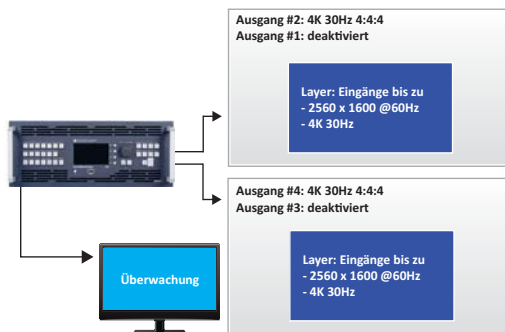 Ausgang #2: 4K 30Hz 4:4:4
Ausgang #1: deaktiviert
Layer: Eingänge bis zu
- 2560 x 1600 @60Hz
- 4K 30Hz
Ausgang #4: 4K 30Hz 4:4:4
Ausgang #3: deaktiviert
Layer: Eingänge bis zu
- 2560 x 1600 @60Hz
- 4K 30Hz
Überwachung